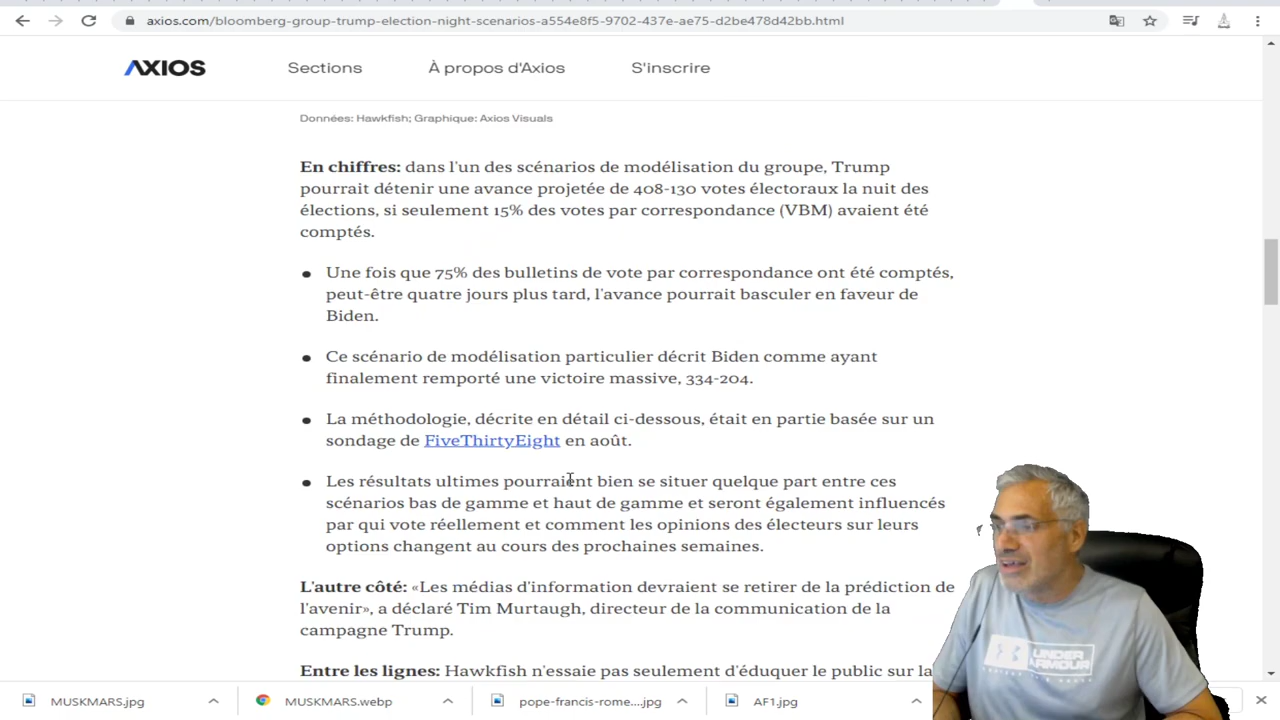 axios.com/bloomberg-group-trump-election-night-scenarios-a554e8f5-9702-437e-ae75-d2be478d42bb.html
AXIOS
Sections
À propos d'Axios
S'inscrire
Données: Hawkfish; Graphique: Axios Visuals
En chiffres: dans l'un des scénarios de modélisation du groupe, Trump
pourrait détenir une avance projetée de 408-130 votes électoraux la nuit des
élections, si seulement 15% des votes par correspondance (VBM) avaient été
comptés.
Une fois que 75% des bulletins de vote par correspondance ont été comptés,
peut-être quatre jours plus tard, l'avance pourrait basculer en faveur de
Biden.
Ce scénario de modélisation particulier décrit Biden comme ayant
finalement remporté une victoire massive, 334-204.
La méthodologie, décrite en détail ci-dessous, était en partie basée sur un
sondage de FiveThirtyEight en août.
Les résultats ultimes pourraient bien se situer quelque part entre ces
scénarios bas de gamme et haut de gamme et seront également influencés
par qui vote réellement et comment les opinions des électeurs sur leurs
options changent au cours des prochaines semaines.
L'autre côté: «Les médias d'information devraient se retirer de la prédiction de
l'avenir», a déclaré Tim Murtaugh, directeur de la communication de la
campagne Trump.
Entre les lignes: Hawkfish n'essaie pas seulement d'éduquer le public sur la
UNDER
ARMOUR
MUSKMARS.jpg
MUSKMARS.webp
pope-francis-rome....jpg
AF1.jpg